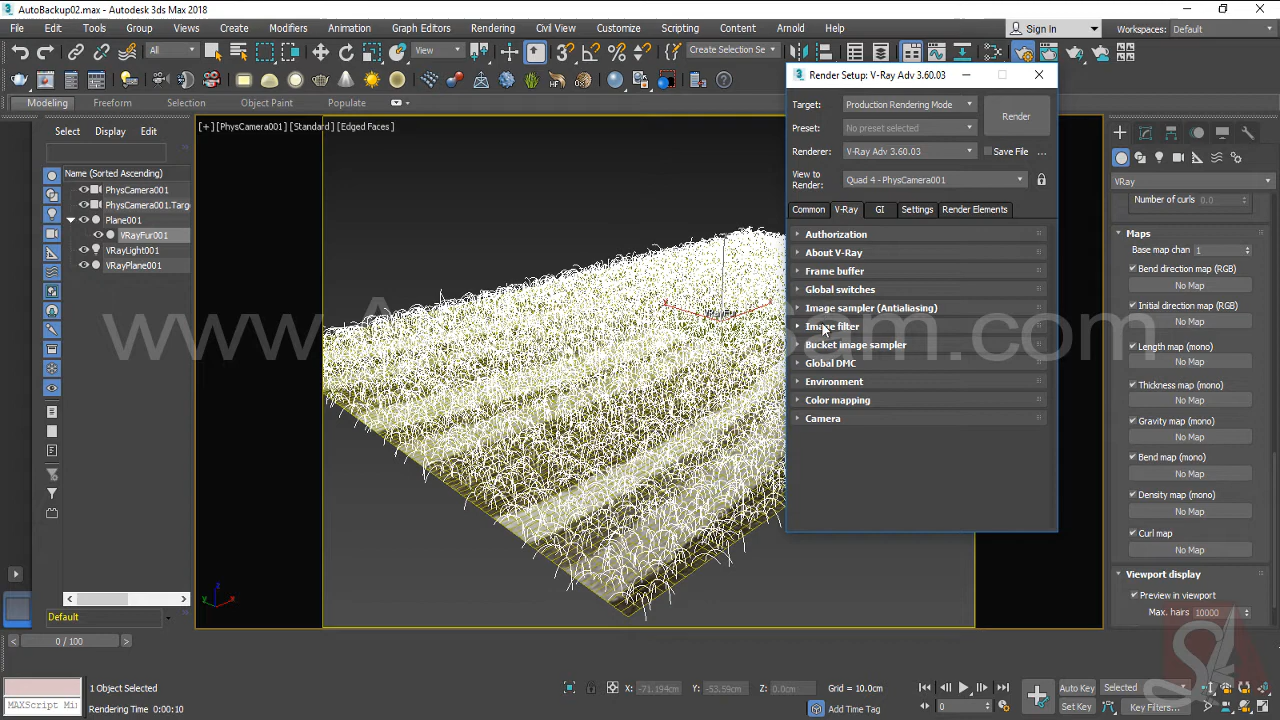 AutoBackup02.max - Autodesk 3ds Max 2018
File Edit Tools Group Views Create Modifiers Animation Graph Editors Rendering Civil View Customize Scripting Content Arnold Sign In Workspaces: Default
All View Create Selection Se
Modeling Freeform Selection Object Paint Populate
Select Display Edit
Name (Sorted Ascending)
PhysCamera001
PhysCamera001.Targe
Plane001
VRayFur001
VRayLight001
VRayPlane001
Default
[+] [PhysCamera001] [Standard] [Edged Faces]
VRayFur
Render Setup: V-Ray Adv 3.60.03
Target: Production Rendering Mode
Render
Preset: No preset selected
Renderer: V-Ray Adv 3.60.03 Save File ...
View to Render: Quad 4 - PhysCamera001
Common V-Ray GI Settings Render Elements
Authorization
About V-Ray
Frame buffer
Global switches
Image sampler (Antialiasing)
Image filter
Bucket image sampler
Global DMC
Environment
Color mapping
Camera
VRay
Number of curls 0.0
Maps
Base map chan 1
Bend direction map (RGB)
No Map
Initial direction map (RGB)
No Map
Length map (mono)
No Map
Thickness map (mono)
No Map
Gravity map (mono)
No Map
Bend map (mono)
No Map
Density map (mono)
No Map
Curl map
No Map
Viewport display
Preview in viewport
Max. hairs 10000
z
y x
0 / 100
1 Object Selected
X: -71.194cm Y: -53.59cm Z: 0.0cm Grid = 10.0cm
Auto Key Selected
MAXScript Mi
Rendering Time 0:00:10
Add Time Tag
0
Set Key Key Filters...